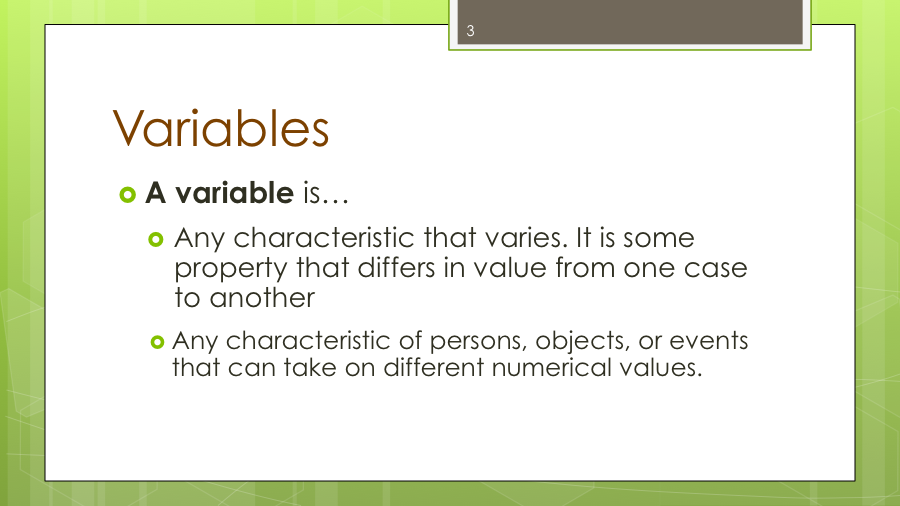 3
Variables
A variable is…
Any characteristic that varies. It is some
property that differs in value from one case
to another
Any characteristic of persons, objects, or events
that can take on different numerical values.